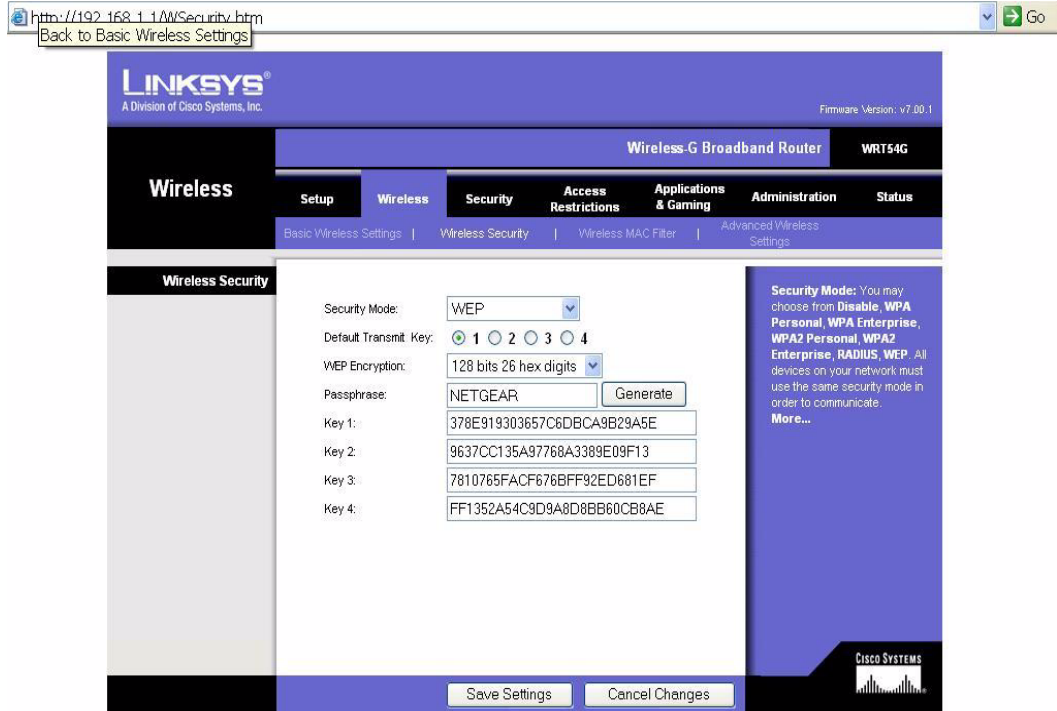 http://192.168.1.1/WSecurity.htm
Go
Back to Basic Wireless Settings
LINKSYS®
A Division of Cisco Systems, Inc.
Firmware Version: v7.00.1
Wireless-G Broadband Router WRT54G
Wireless
Setup Wireless Security Access Restrictions Applications & Gaming Administration Status
Basic Wireless Settings | Wireless Security | Wireless MAC Filter | Advanced Wireless Settings
Wireless Security
Security Mode: WEP
Default Transmit Key: 1 2 3 4
WEP Encryption: 128 bits 26 hex digits
Passphrase: NETGEAR Generate
Key 1: 378E919303657C6DBCA9B29A5E
Key 2: 9637CC135A97768A3389E09F13
Key 3: 7810765FACF676BFF92ED681EF
Key 4: FF1352A54C9D9A8D8BB60CB8AE
Security Mode: You may
choose from Disable, WPA
Personal, WPA Enterprise,
WPA2 Personal, WPA2
Enterprise, RADIUS, WEP. All
devices on your network must
use the same security mode in
order to communicate.
More...
CISCO SYSTEMS
Save Settings Cancel Changes